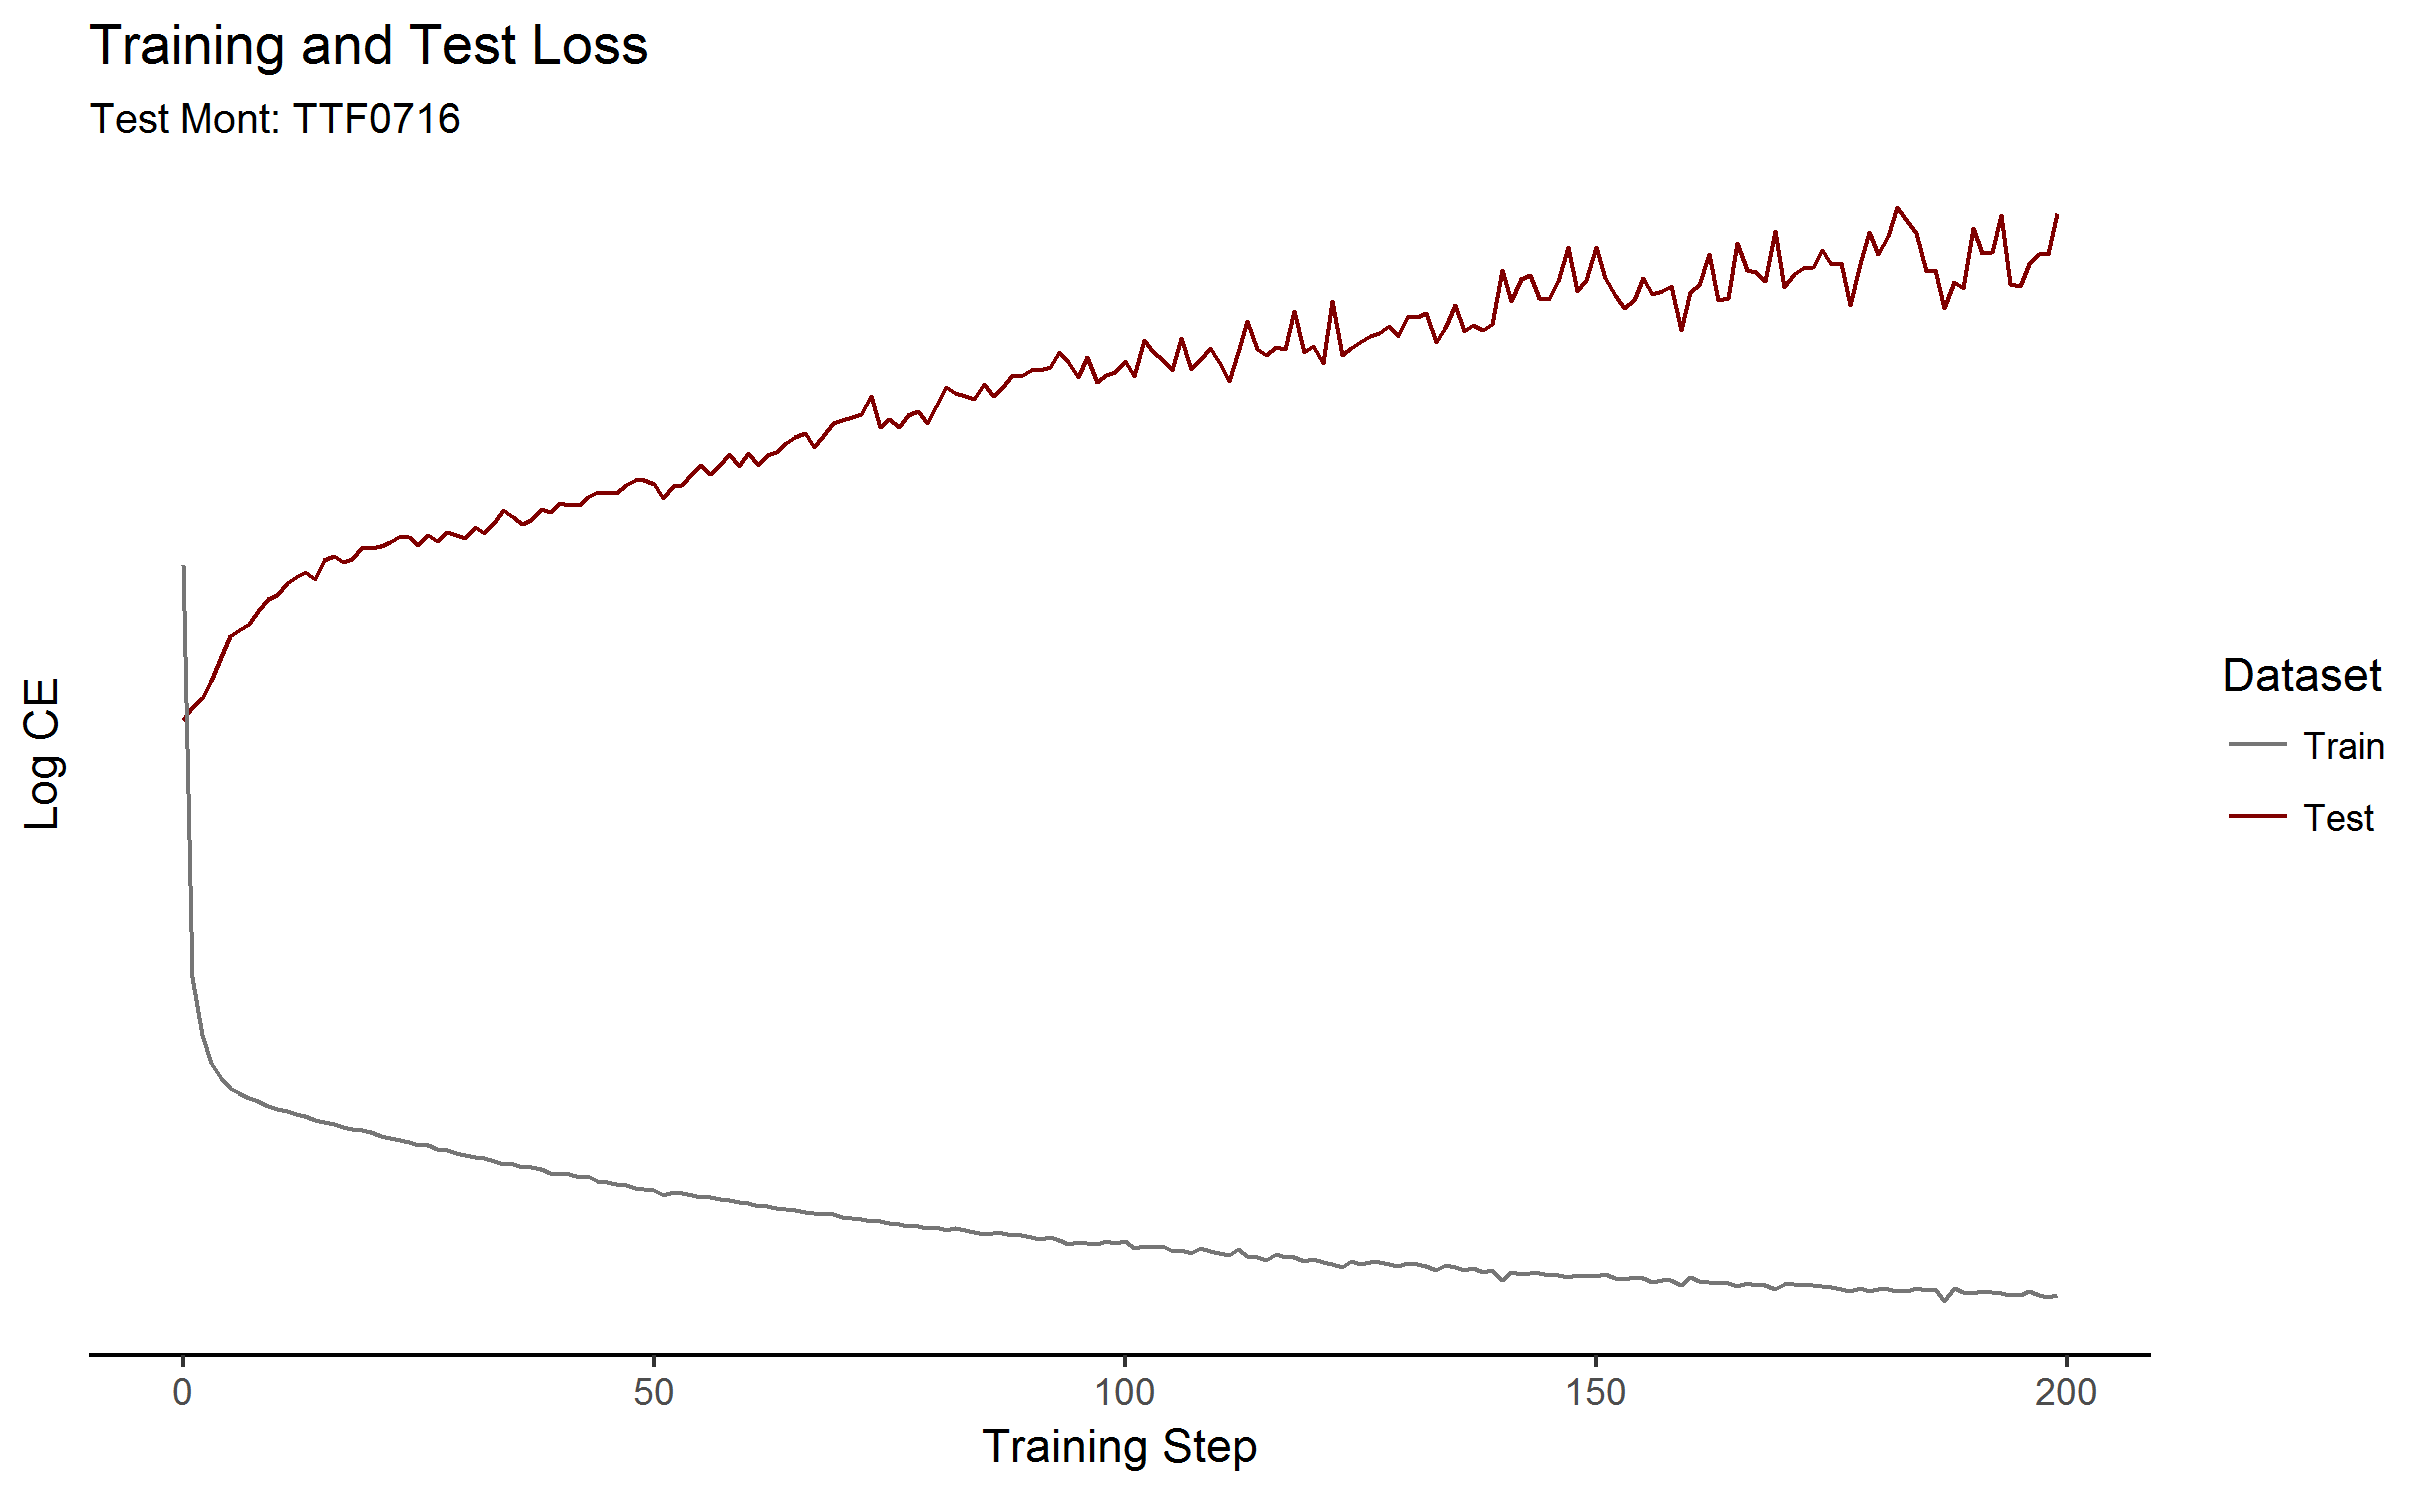 Training and Test Loss
Test Mont: TTF0716
Log CE
Dataset
Train
Test
0 50 100 150 200
Training Step